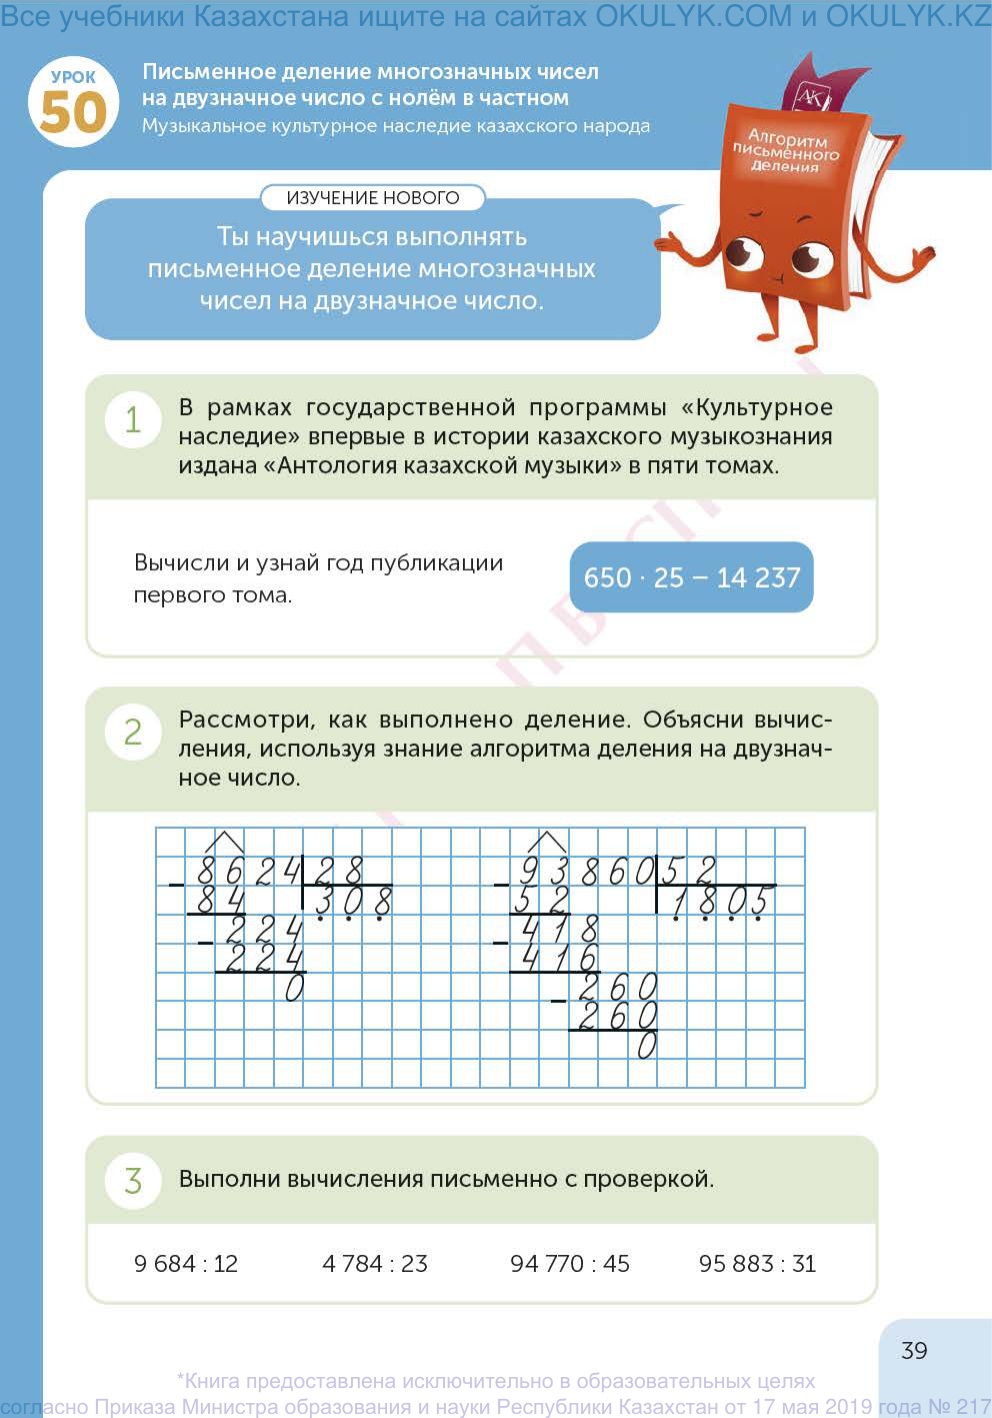 Все учебники Казахстана ищите на сайтах OKULYK.COM и OKULYK.KZ
УРОК
50
Письменное деление многозначных чисел
на двузначное число с нолём в частном
Музыкальное культурное наследие казахского народа
АК
Алгоритм
письменного
деления
ИЗУЧЕНИЕ НОВОГО
Ты научишься выполнять
письменное деление многозначных
чисел на двузначное число.
1
В рамках государственной программы «Культурное
наследие» впервые в истории казахского музыкознания
издана «Антология казахской музыки» в пяти томах.
Вычисли и узнай год публикации
первого тома.
650 · 25 – 14 237
2
Рассмотри, как выполнено деление. Объясни вычис-
ления, используя знание алгоритма деления на двузнач-
ное число.
– 8624 28
84 308
– 224
224
0
– 93860 52
52 1805
– 418
416
– 260
260
0
3
Выполни вычисления письменно с проверкой.
9 684 : 12 4 784 : 23 94 770 : 45 95 883 : 31
39
*Книга предоставлена исключительно в образовательных целях
согласно Приказа Министра образования и науки Республики Казахстан от 17 мая 2019 года № 217